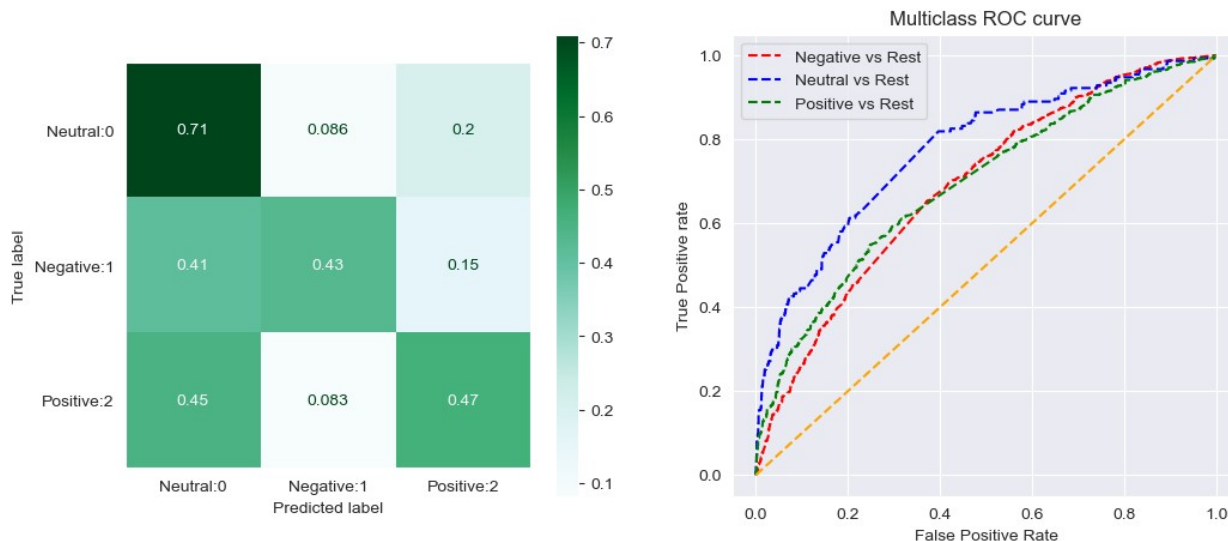 Neutral:0
Negative:1
Positive:2
True label
0.71 0.086 0.2
0.41 0.43 0.15
0.45 0.083 0.47
Neutral:0 Negative:1 Positive:2
Predicted label
0.7
0.6
0.5
0.4
0.3
0.2
0.1
Multiclass ROC curve
Negative vs Rest
Neutral vs Rest
Positive vs Rest
True Positive rate
1.0
0.8
0.6
0.4
0.2
0.0
0.0 0.2 0.4 0.6 0.8 1.0
False Positive Rate